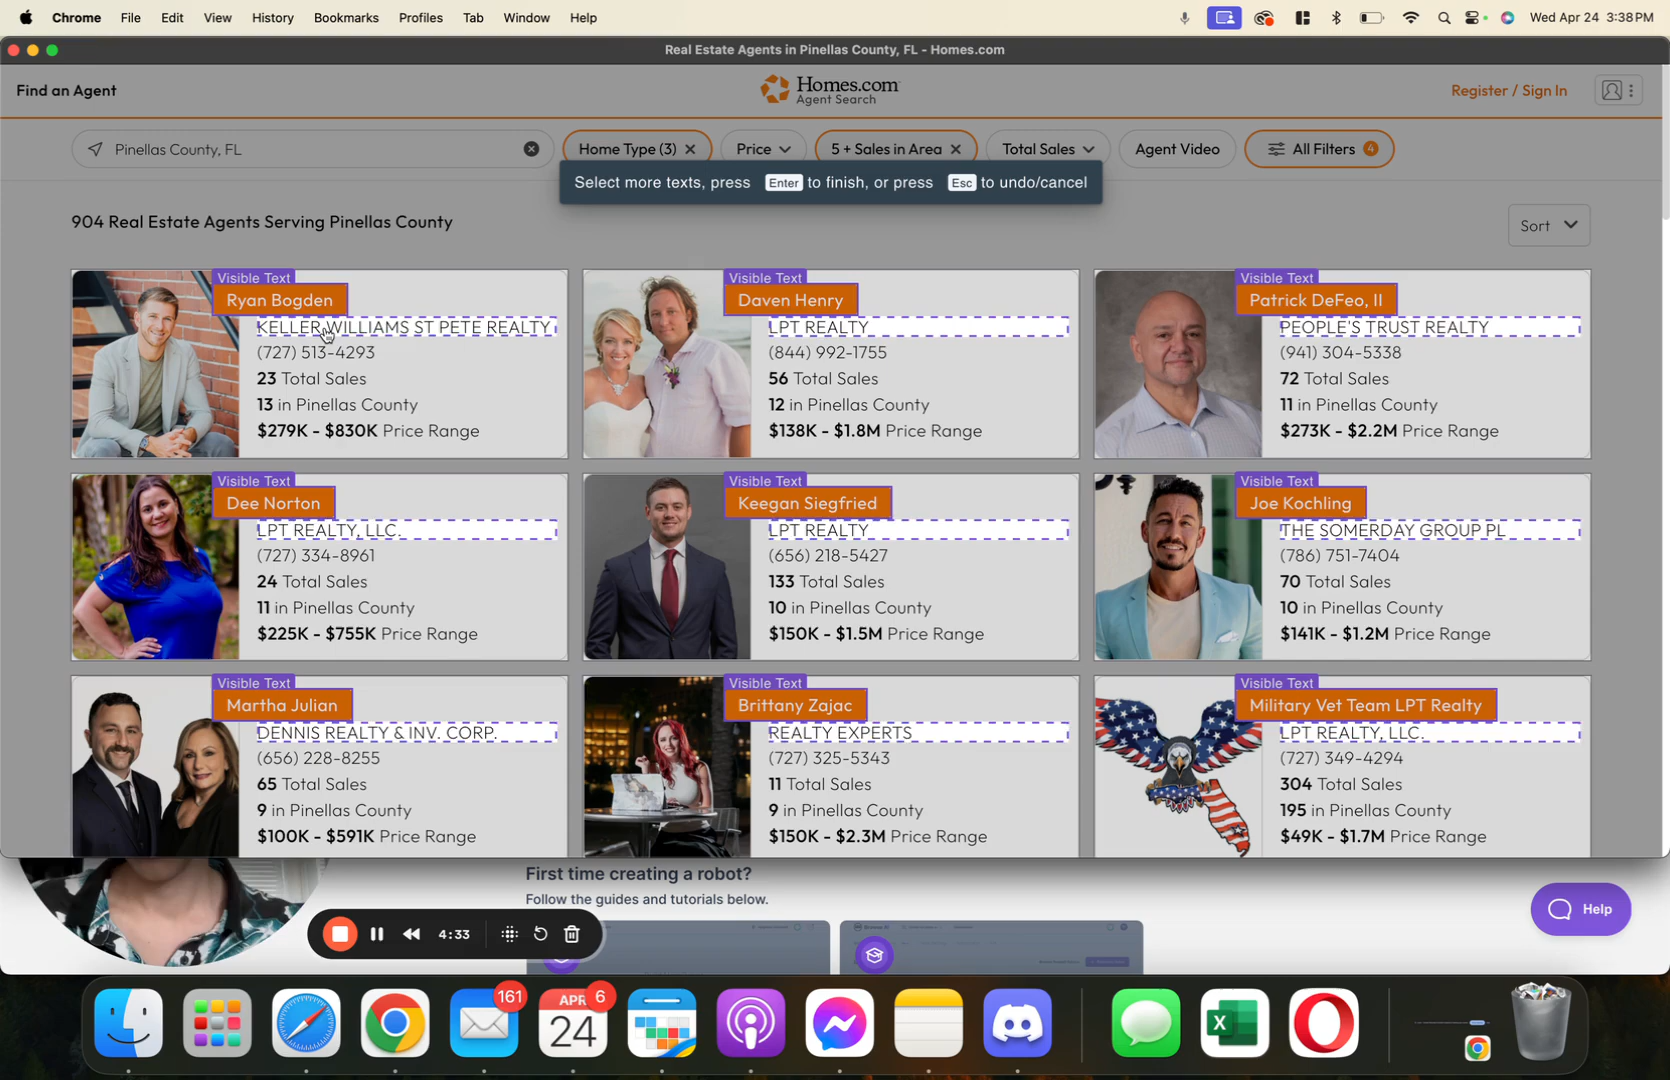 Chrome File Edit View History Bookmarks Profiles Tab Window Help
Wed Apr 24 3:38 PM
Real Estate Agents in Pinellas County, FL - Homes.com
Find an Agent
Homes.com
Agent Search
Register / Sign In
Pinellas County, FL
Home Type (3)
Price
5 + Sales in Area
Total Sales
Agent Video
All Filters 4
Select more texts, press Enter to finish, or press Esc to undo/cancel
904 Real Estate Agents Serving Pinellas County
Sort
Visible Text
Ryan Bogden
KELLER WILLIAMS ST PETE REALTY
(727) 513-4293
23 Total Sales
13 in Pinellas County
$279K - $830K Price Range
Visible Text
Daven Henry
LPT REALTY
(844) 992-1755
56 Total Sales
12 in Pinellas County
$138K - $1.8M Price Range
Visible Text
Patrick DeFeo, II
PEOPLE'S TRUST REALTY
(941) 304-5338
72 Total Sales
11 in Pinellas County
$273K - $2.2M Price Range
Visible Text
Dee Norton
LPT REALTY, LLC.
(727) 334-8961
24 Total Sales
11 in Pinellas County
$225K - $755K Price Range
Visible Text
Keegan Siegfried
LPT REALTY
(656) 218-5427
133 Total Sales
10 in Pinellas County
$150K - $1.5M Price Range
Visible Text
Joe Kochling
THE SOMERDAY GROUP PL
(786) 751-7404
70 Total Sales
10 in Pinellas County
$141K - $1.2M Price Range
Visible Text
Martha Julian
DENNIS REALTY & INV. CORP.
(656) 228-8255
65 Total Sales
9 in Pinellas County
$100K - $591K Price Range
Visible Text
Brittany Zajac
REALTY EXPERTS
(727) 325-5343
11 Total Sales
9 in Pinellas County
$150K - $2.3M Price Range
Visible Text
Military Vet Team LPT Realty
LPT REALTY, LLC.
(727) 349-4294
304 Total Sales
195 in Pinellas County
$49K - $1.7M Price Range
First time creating a robot?
Follow the guides and tutorials below.
Help
4:33
161
APR
6
24
X